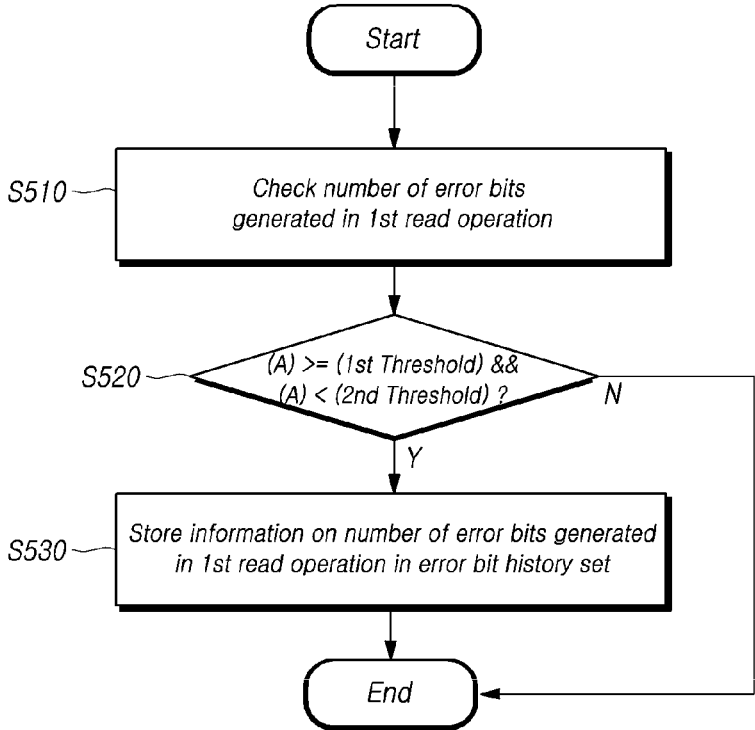 Start
S510
Check number of error bits
generated in 1st read operation
S520
(A) >= (1st Threshold) &&
(A) < (2nd Threshold) ?
N
Y
S530
Store information on number of error bits generated
in 1st read operation in error bit history set
End